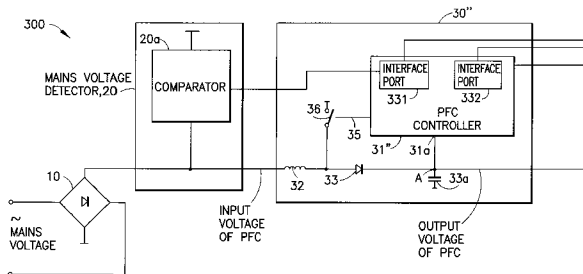 300
20a
COMPARATOR
MAINS VOLTAGE
DETECTOR,20
10
~
MAINS
VOLTAGE
30"
INTERFACE
PORT
331
INTERFACE
PORT
332
PFC
CONTROLLER
31"
31a
36
35
32
33
A
33a
INPUT
VOLTAGE
OF PFC
OUTPUT
VOLTAGE
OF PFC